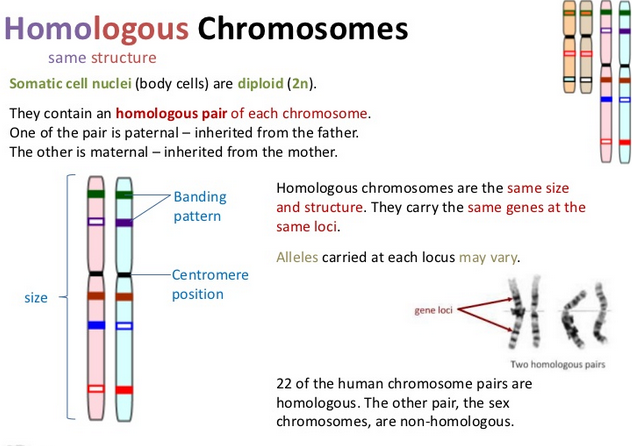 Homologous Chromosomes
same structure
Somatic cell nuclei (body cells) are diploid (2n).
They contain an homologous pair of each chromosome.
One of the pair is paternal – inherited from the father.
The other is maternal – inherited from the mother.
Banding
pattern
Centromere
position
size
Homologous chromosomes are the same size
and structure. They carry the same genes at the
same loci.
Alleles carried at each locus may vary.
gene loci
Two homologous pairs
22 of the human chromosome pairs are
homologous. The other pair, the sex
chromosomes, are non-homologous.